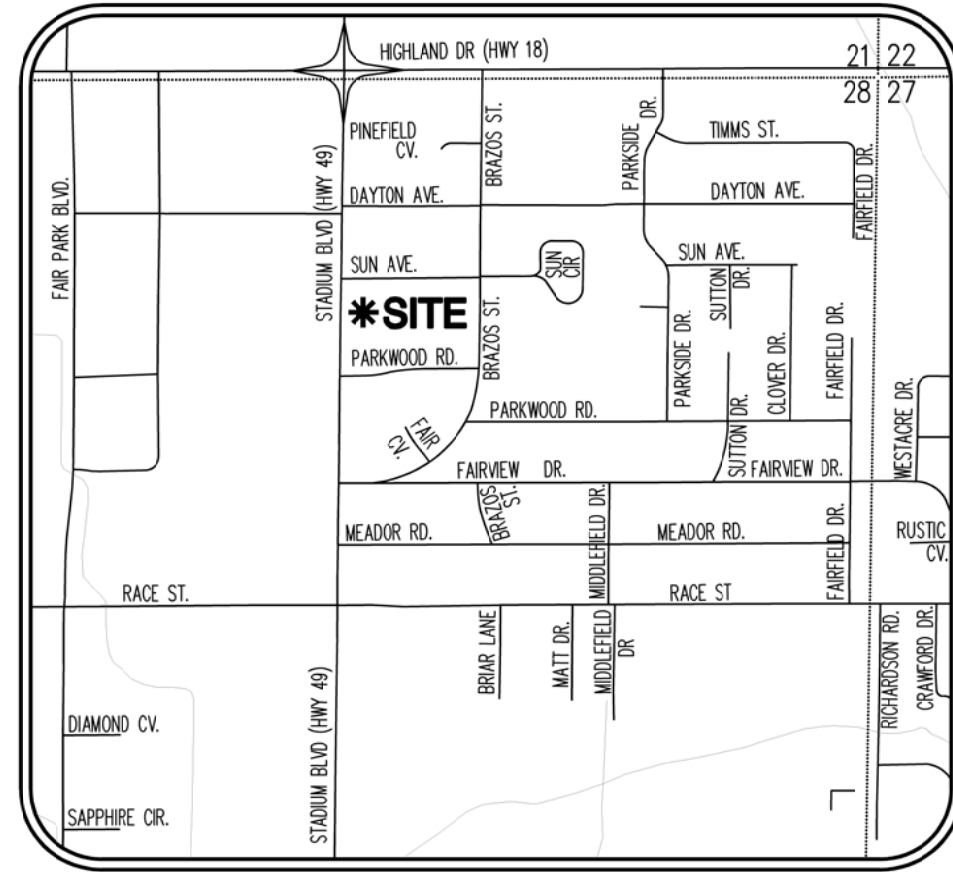 HIGHLAND DR (HWY 18)
21 22
28 27
PINEFIELD
CV.
BRAZOS ST.
PARKSIDE DR.
TIMMS ST.
FAIR PARK BLVD.
STADIUM BLVD (HWY 49)
DAYTON AVE.
DAYTON AVE.
FAIRFIELD DR.
SUN AVE.
SUN
CIR
SUN AVE.
SUTTON
DR.
✳SITE
BRAZOS ST.
PARKSIDE DR.
CLOVER DR.
FAIRFIELD DR.
PARKWOOD RD.
PARKWOOD RD.
FAIR
CV.
SUTTON DR.
WESTACRE DR.
FAIRVIEW DR.
FAIRVIEW DR.
BRAZOS
ST.
MIDDLEFIELD DR.
MEADOR RD.
MEADOR RD.
FAIRFIELD DR.
RUSTIC
CV.
RACE ST.
RACE ST
BRIAR LANE
MATT DR.
MIDDLEFIELD
DR
RICHARDSON RD.
CRAWFORD DR.
STADIUM BLVD (HWY 49)
DIAMOND CV.
SAPPHIRE CIR.